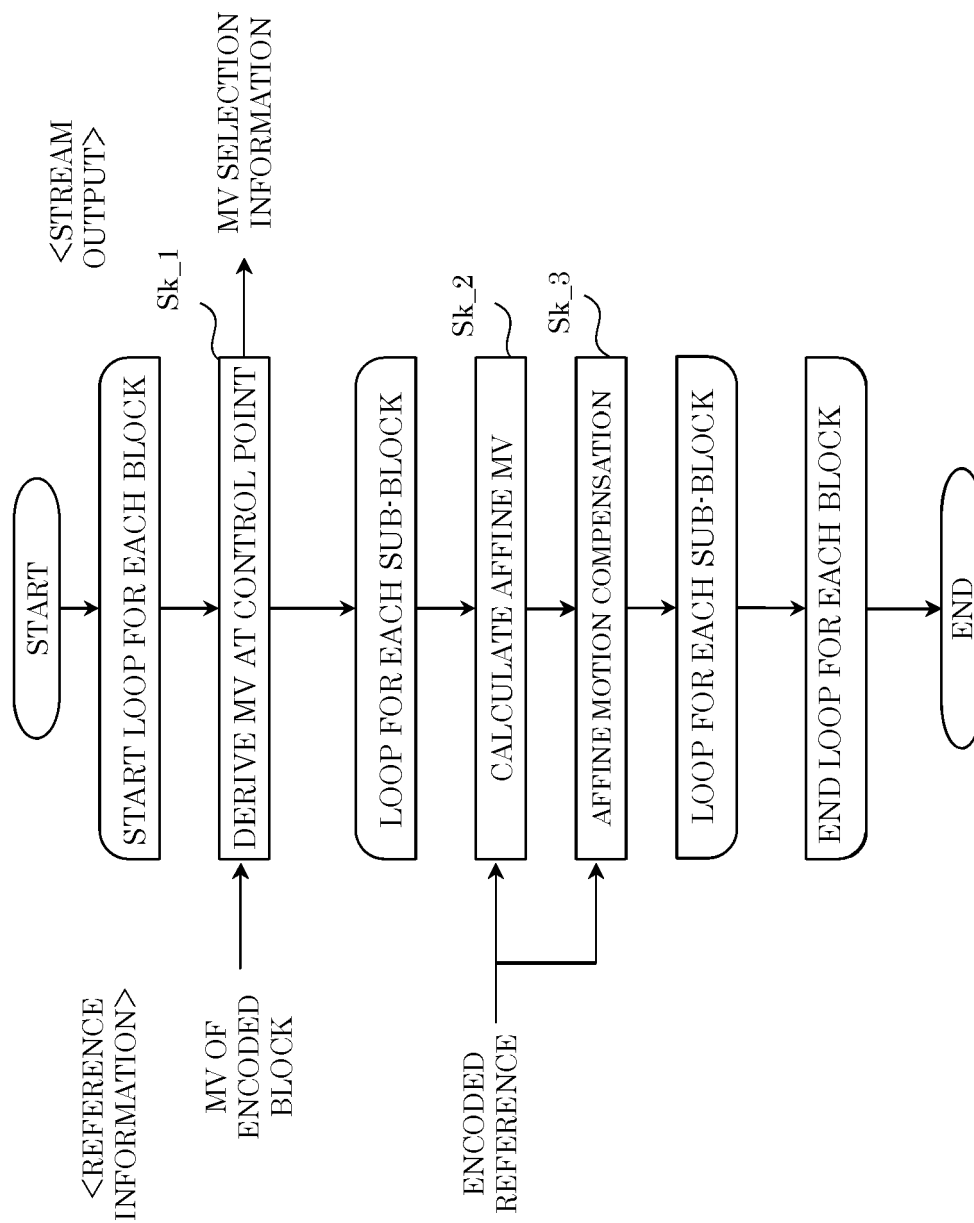 <REFERENCE
INFORMATION>
<STREAM
OUTPUT>
START
START LOOP FOR EACH BLOCK
MV OF
ENCODED
BLOCK
DERIVE MV AT CONTROL POINT
Sk_1
MV SELECTION
INFORMATION
LOOP FOR EACH SUB-BLOCK
ENCODED
REFERENCE
CALCULATE AFFINE MV
Sk_2
AFFINE MOTION COMPENSATION
Sk_3
LOOP FOR EACH SUB-BLOCK
END LOOP FOR EACH BLOCK
END